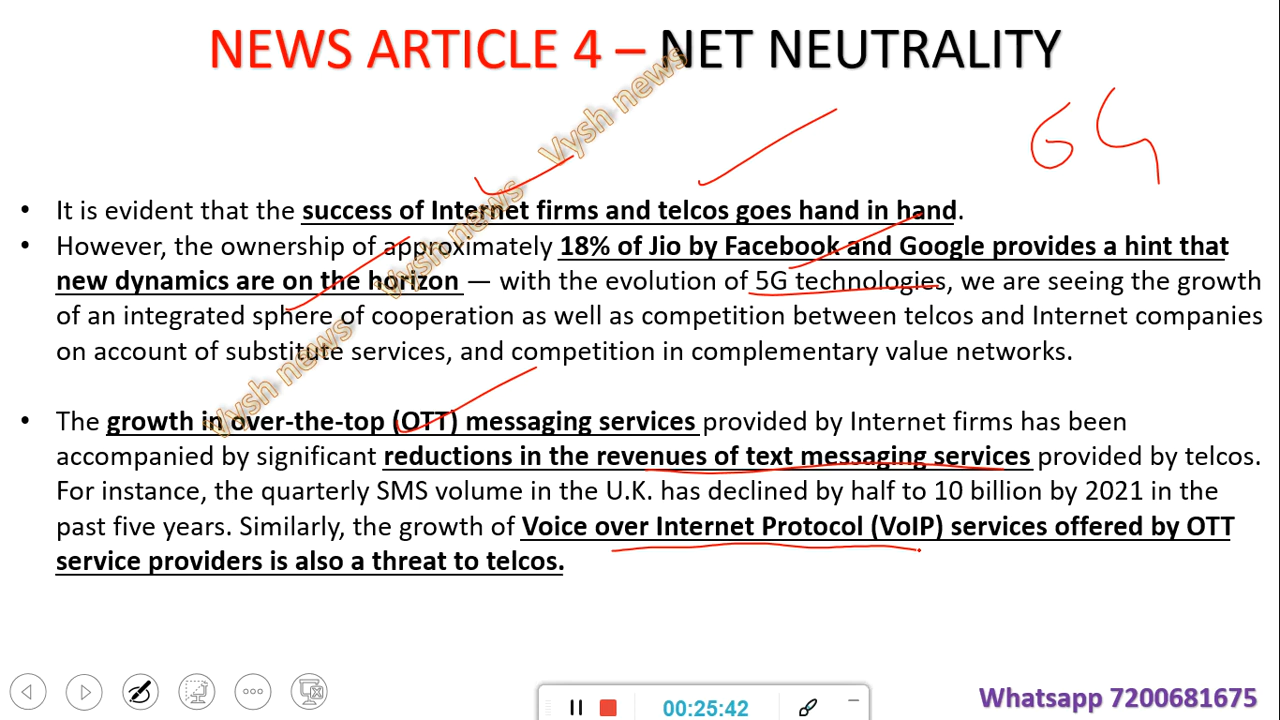 NEWS ARTICLE 4 – NET NEUTRALITY
6G
• It is evident that the success of Internet firms and telcos goes hand in hand.
• However, the ownership of approximately 18% of Jio by Facebook and Google provides a hint that
new dynamics are on the horizon — with the evolution of 5G technologies, we are seeing the growth
of an integrated sphere of cooperation as well as competition between telcos and Internet companies
on account of substitute services, and competition in complementary value networks.
• The growth in over-the-top (OTT) messaging services provided by Internet firms has been
accompanied by significant reductions in the revenues of text messaging services provided by telcos.
For instance, the quarterly SMS volume in the U.K. has declined by half to 10 billion by 2021 in the
past five years. Similarly, the growth of Voice over Internet Protocol (VoIP) services offered by OTT
service providers is also a threat to telcos.
Vysh news
Vysh news
Vysh news
00:25:42
Whatsapp 7200681675